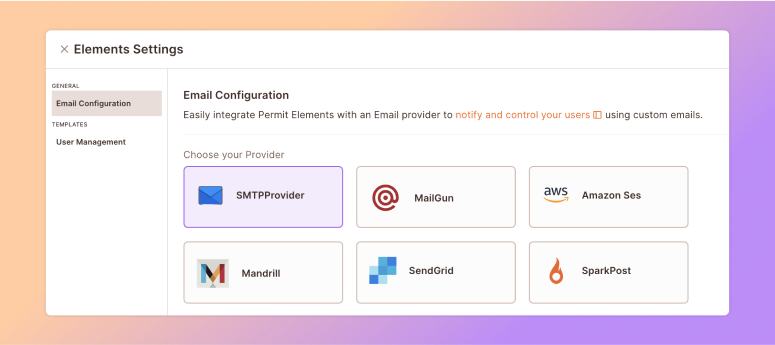 Elements Settings
GENERAL
Email Configuration
TEMPLATES
User Management
Email Configuration
Easily integrate Permit Elements with an Email provider to notify and control your users using custom emails.
Choose your Provider
SMTPProvider
MailGun
aws
Amazon Ses
M
Mandrill
SendGrid
SparkPost